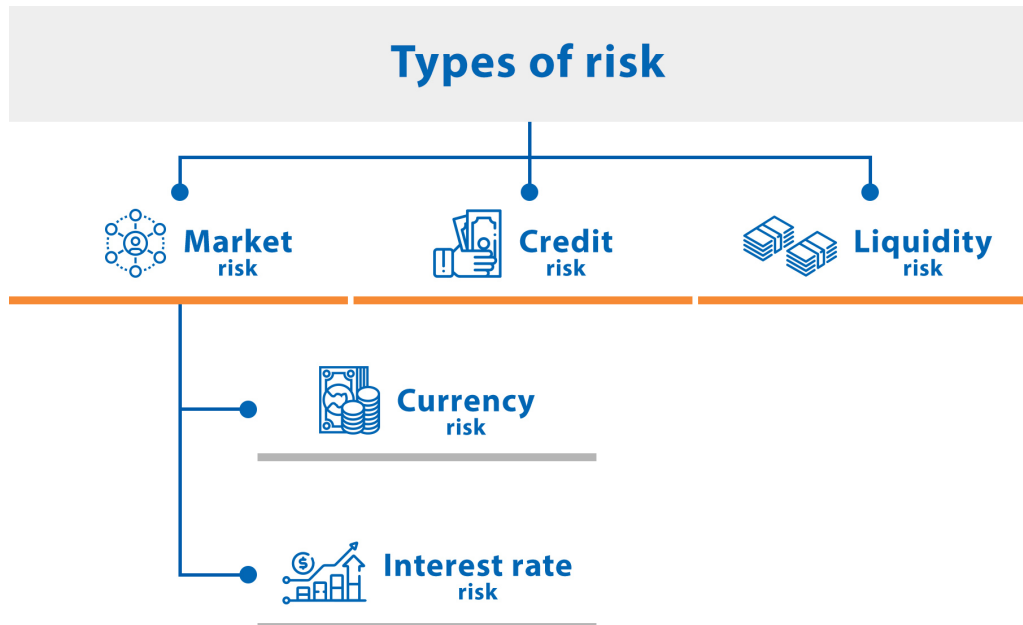 Types of risk
Market
risk
Credit
risk
Liquidity
risk
Currency
risk
$
Interest rate
risk